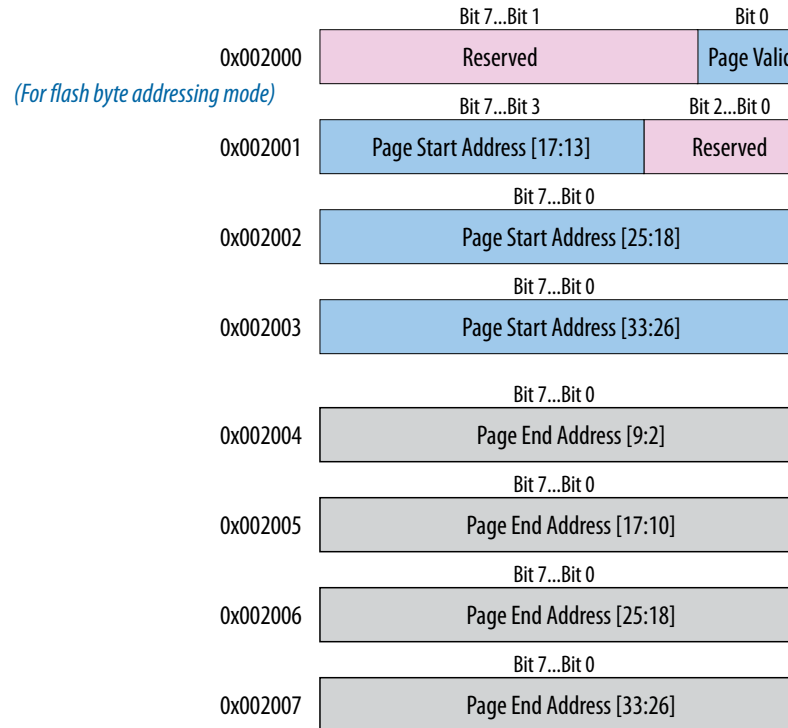 Bit 7...Bit 1 Bit 0
0x002000 Reserved Page Valid
(For flash byte addressing mode)
Bit 7...Bit 3 Bit 2...Bit 0
0x002001 Page Start Address [17:13] Reserved
Bit 7...Bit 0
0x002002 Page Start Address [25:18]
Bit 7...Bit 0
0x002003 Page Start Address [33:26]
Bit 7...Bit 0
0x002004 Page End Address [9:2]
Bit 7...Bit 0
0x002005 Page End Address [17:10]
Bit 7...Bit 0
0x002006 Page End Address [25:18]
Bit 7...Bit 0
0x002007 Page End Address [33:26]